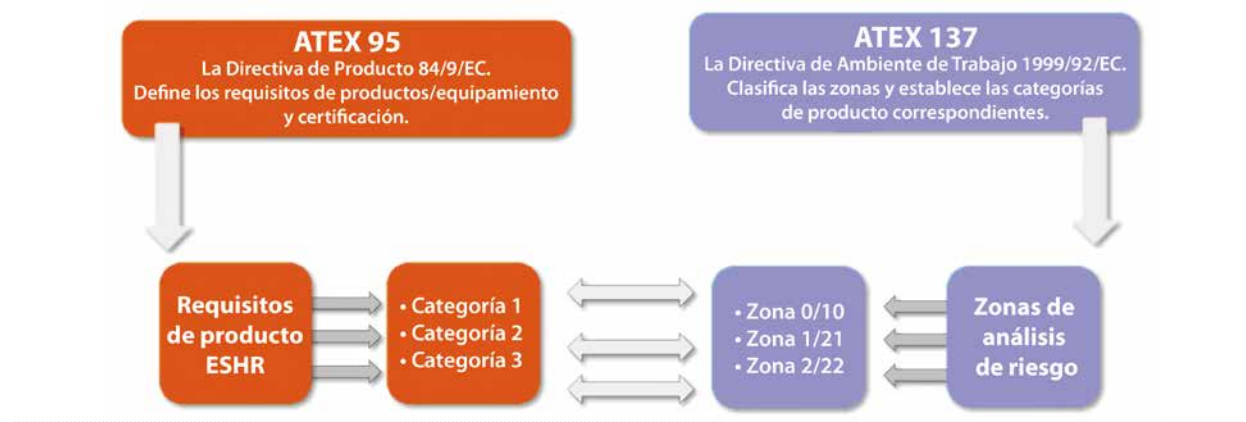 ATEX 95
La Directiva de Producto 84/9/EC.
Define los requisitos de productos/equipamiento
y certificación.
ATEX 137
La Directiva de Ambiente de Trabajo 1999/92/EC.
Clasifica las zonas y establece las categorías
de producto correspondientes.
Requisitos
de producto
ESHR
• Categoría 1
• Categoría 2
• Categoría 3
• Zona 0/10
• Zona 1/21
• Zona 2/22
Zonas de
análisis
de riesgo